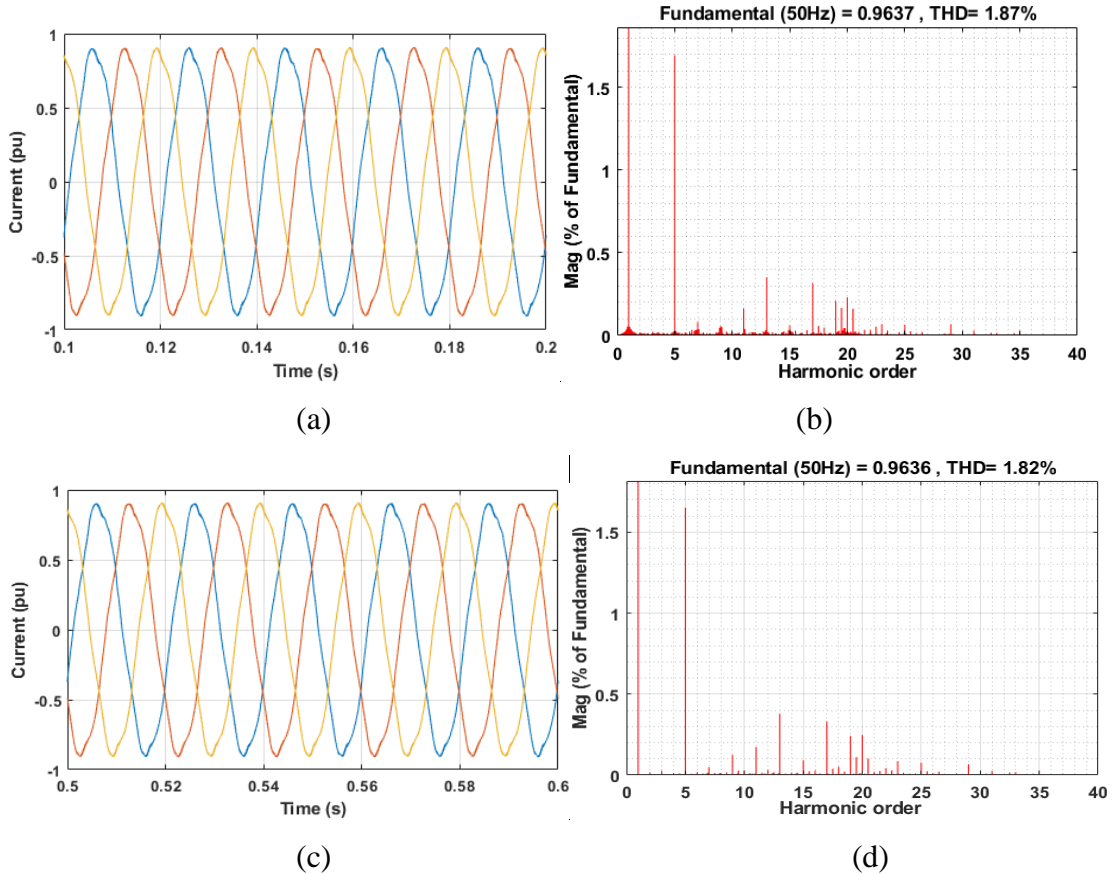 1
0.5
0
-0.5
-1
Current (pu)
0.1 0.12 0.14 0.16 0.18 0.2
Time (s)
(a)
Fundamental (50Hz) = 0.9637 , THD= 1.87%
1.5
1
0.5
0
Mag (% of Fundamental)
0 5 10 15 20 25 30 35 40
Harmonic order
(b)
1
0.5
0
-0.5
-1
Current (pu)
0.5 0.52 0.54 0.56 0.58 0.6
Time (s)
(c)
Fundamental (50Hz) = 0.9636 , THD= 1.82%
1.5
1
0.5
0
Mag (% of Fundamental)
0 5 10 15 20 25 30 35 40
Harmonic order
(d)